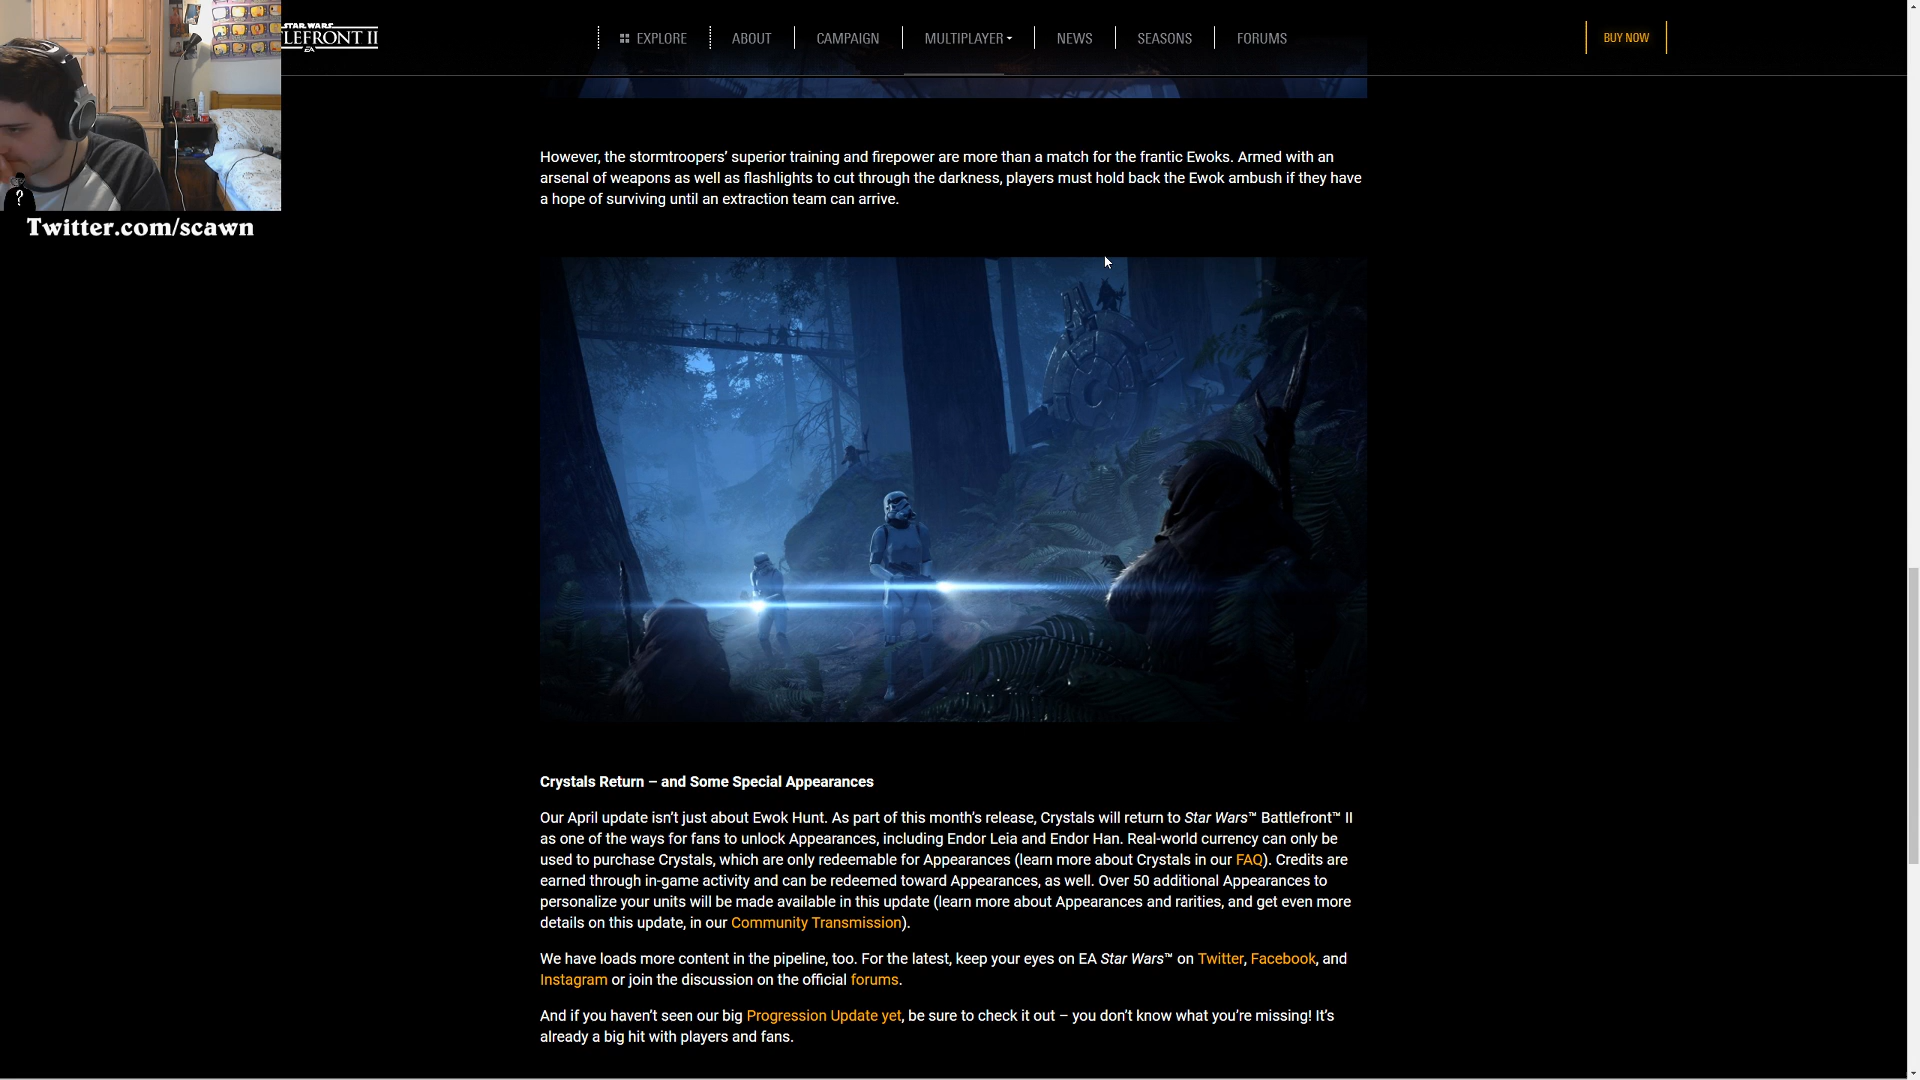 STAR WARS
LEFRONT II
EA
EXPLORE
ABOUT
CAMPAIGN
MULTIPLAYER
NEWS
SEASONS
FORUMS
BUY NOW
?
Twitter.com/scawn
However, the stormtroopers’ superior training and firepower are more than a match for the frantic Ewoks. Armed with an
arsenal of weapons as well as flashlights to cut through the darkness, players must hold back the Ewok ambush if they have
a hope of surviving until an extraction team can arrive.
Crystals Return – and Some Special Appearances
Our April update isn’t just about Ewok Hunt. As part of this month’s release, Crystals will return to Star Wars™ Battlefront™ II
as one of the ways for fans to unlock Appearances, including Endor Leia and Endor Han. Real-world currency can only be
used to purchase Crystals, which are only redeemable for Appearances (learn more about Crystals in our FAQ). Credits are
earned through in-game activity and can be redeemed toward Appearances, as well. Over 50 additional Appearances to
personalize your units will be made available in this update (learn more about Appearances and rarities, and get even more
details on this update, in our Community Transmission).
We have loads more content in the pipeline, too. For the latest, keep your eyes on EA Star Wars™ on Twitter, Facebook, and
Instagram or join the discussion on the official forums.
And if you haven’t seen our big Progression Update yet, be sure to check it out – you don’t know what you’re missing! It’s
already a big hit with players and fans.